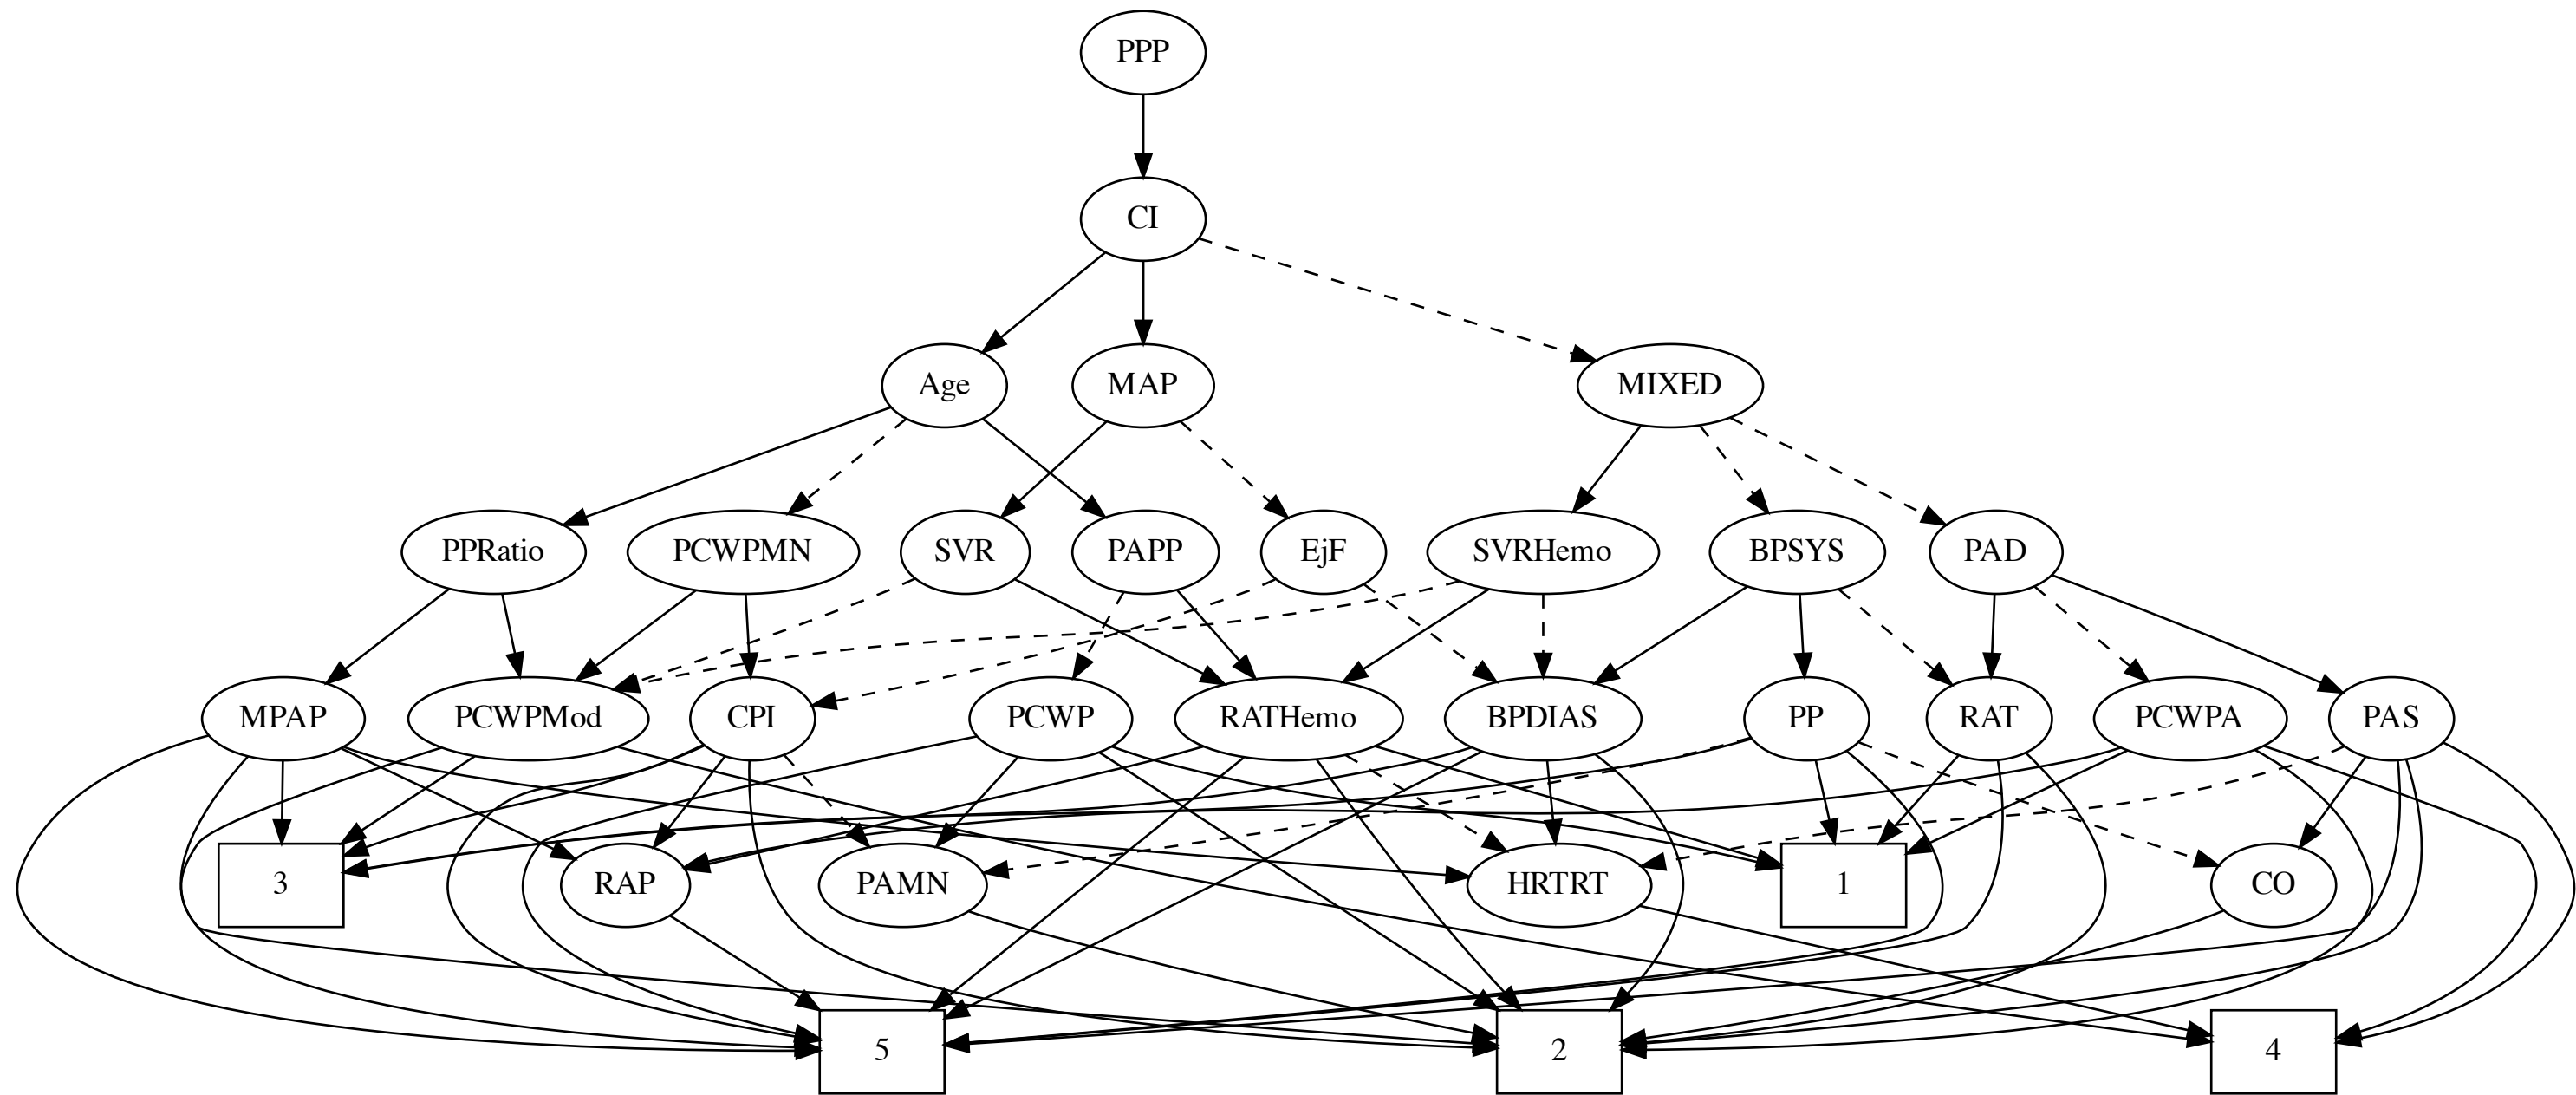 PPP
CI
Age
MAP
MIXED
PPRatio
PCWPMN
SVR
PAPP
EjF
SVRHemo
BPSYS
PAD
MPAP
PCWPMod
CPI
PCWP
RATHemo
BPDIAS
PP
RAT
PCWPA
PAS
3
RAP
PAMN
HRTRT
1
CO
5
2
4